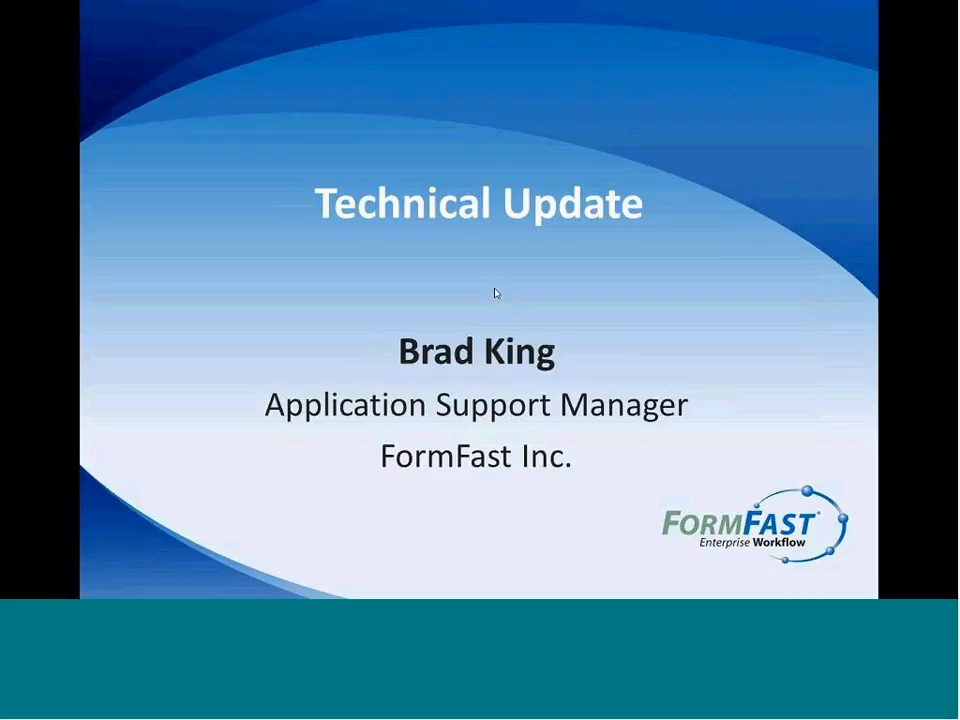 Technical Update
Brad King
Application Support Manager
FormFast Inc.
FORMFAST
Enterprise Workflow